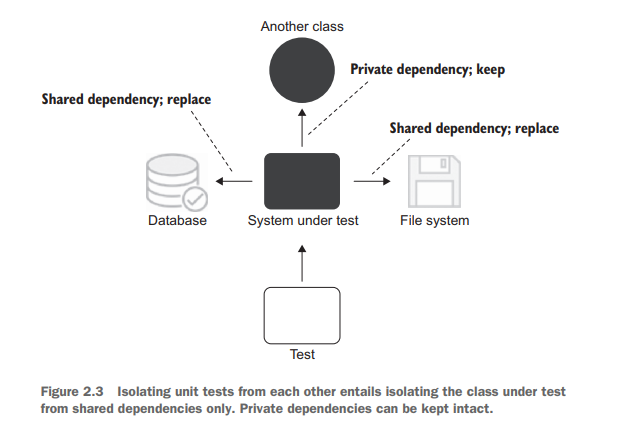 Another class
Private dependency; keep
Shared dependency; replace
Shared dependency; replace
Database
System under test
File system
Test
Figure 2.3 Isolating unit tests from each other entails isolating the class under test
from shared dependencies only. Private dependencies can be kept intact.